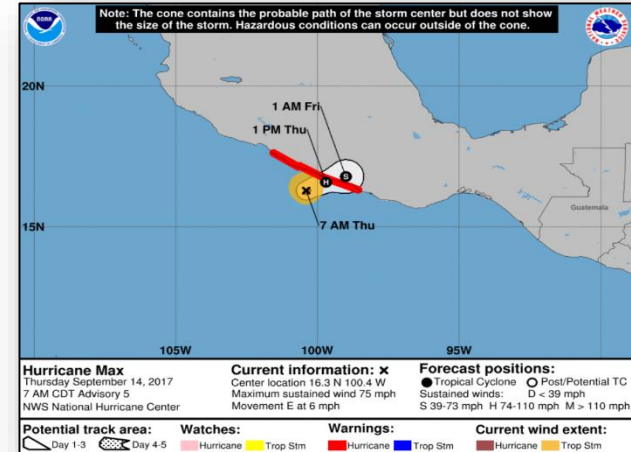 Note: The cone contains the probable path of the storm center but does not show
the size of the storm. Hazardous conditions can occur outside of the cone.
NOAA
20N
1 AM Fri
1 PM Thu
H
S
15N
7 AM Thu
Guatemala
105W
100W
95W
Hurricane Max
Thursday September 14, 2017
7 AM CDT Advisory 5
NWS National Hurricane Center
Current information: ×
Center location 16.3 N 100.4 W
Maximum sustained wind 75 mph
Movement E at 6 mph
Forecast positions:
● Tropical Cyclone ○ Post/Potential TC
Sustained winds: D < 39 mph
S 39-73 mph H 74-110 mph M > 110 mph
Potential track area:
Day 1-3 Day 4-5
Watches:
Hurricane Trop Stm
Warnings:
Hurricane Trop Stm
Current wind extent:
Hurricane Trop Stm